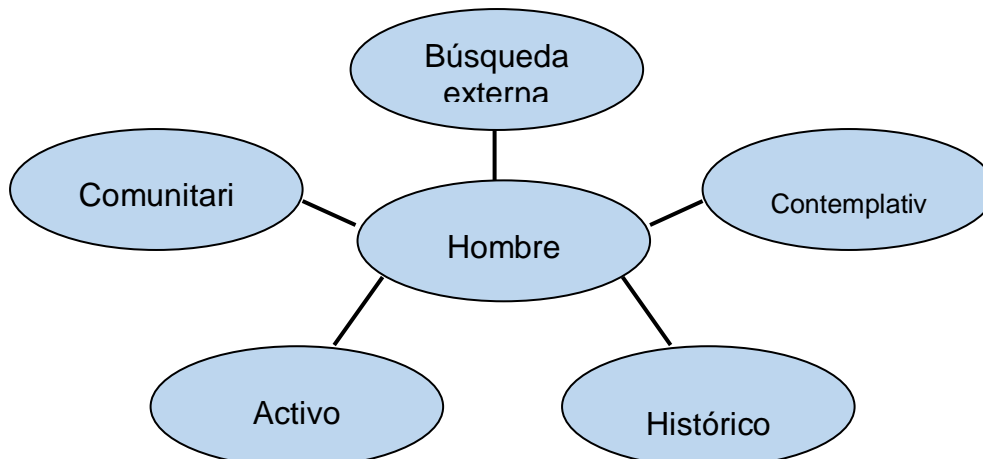 Búsqueda
externa
Comunitari
Contemplativ
Hombre
Activo
Histórico